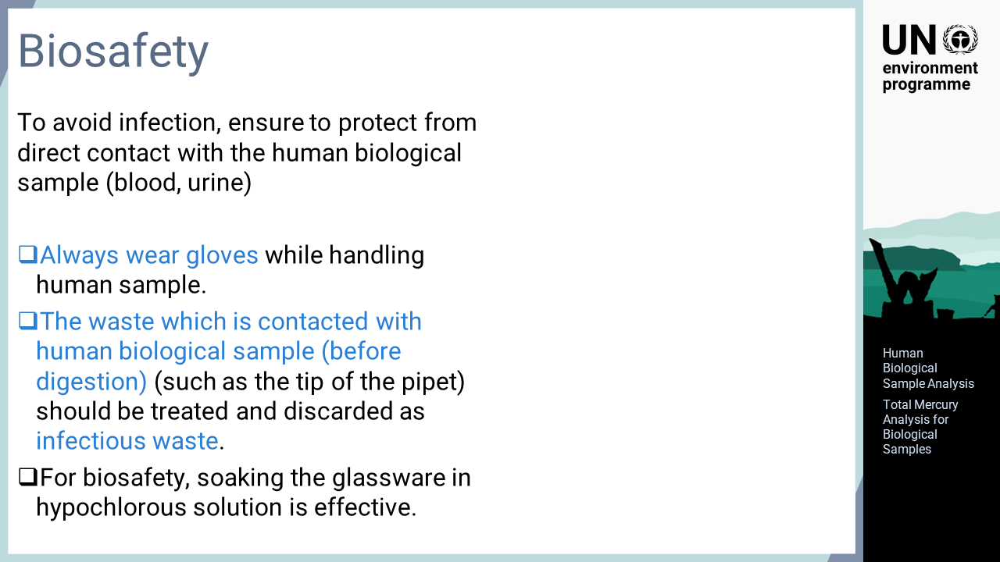 Biosafety
To avoid infection, ensure to protect from
direct contact with the human biological
sample (blood, urine)
❑Always wear gloves while handling
human sample.
❑The waste which is contacted with
human biological sample (before
digestion) (such as the tip of the pipet)
should be treated and discarded as
infectious waste.
❑For biosafety, soaking the glassware in
hypochlorous solution is effective.
UN
environment
programme
Human
Biological
Sample Analysis
Total Mercury
Analysis for
Biological
Samples